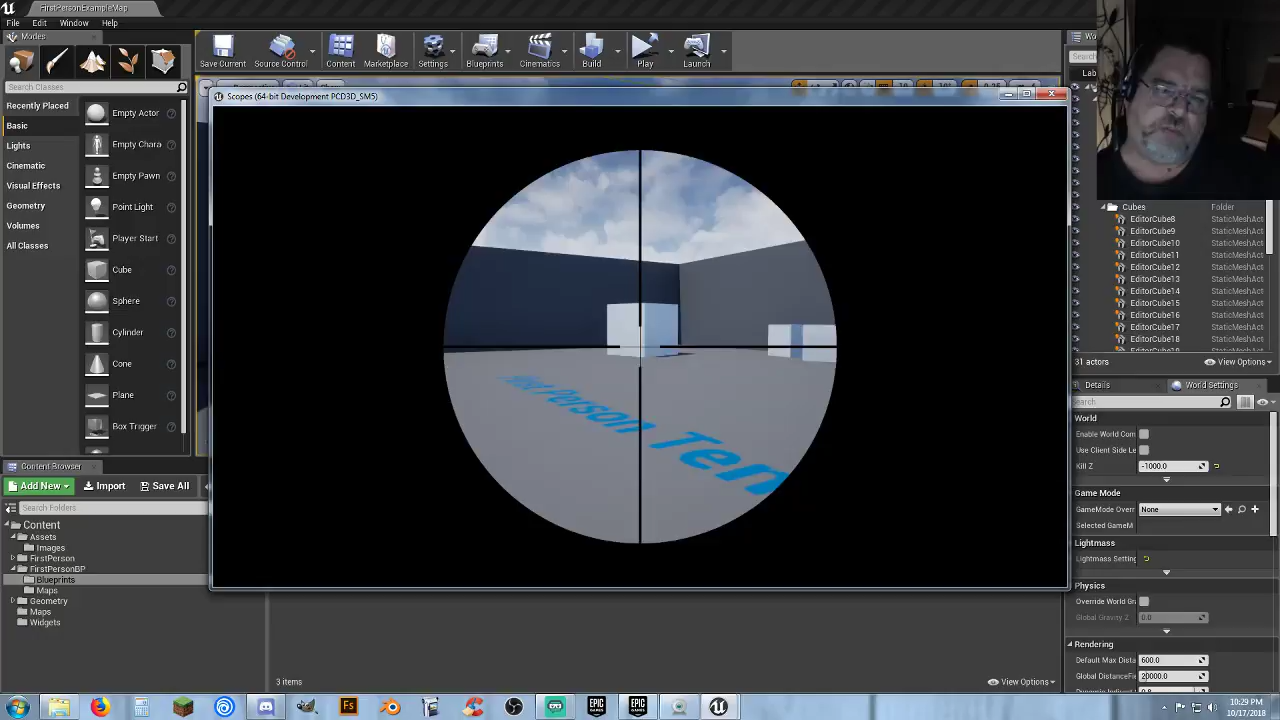 FirstPersonExampleMap
File Edit Window Help
Modes
Search Classes
Recently Placed
Basic
Lights
Cinematic
Visual Effects
Geometry
Volumes
All Classes
Empty Actor
Empty Chara
Empty Pawn
Point Light
Player Start
Cube
Sphere
Cylinder
Cone
Plane
Box Trigger
Save Current
Source Control
Content
Marketplace
Settings
Blueprints
Cinematics
Build
Play
Launch
Scopes (64-bit Development PCD3D_SM5)
First Person Ten
Lab
Cubes Folder
EditorCube8 StaticMeshAct
EditorCube9 StaticMeshAct
EditorCube10 StaticMeshAct
EditorCube11 StaticMeshAct
EditorCube12 StaticMeshAct
EditorCube13 StaticMeshAct
EditorCube14 StaticMeshAct
EditorCube15 StaticMeshAct
EditorCube16 StaticMeshAct
EditorCube17 StaticMeshAct
EditorCube18 StaticMeshAct
31 actors View Options
Details World Settings
Search
World
Enable World Com
Use Client Side Le
Kill Z -1000.0
Game Mode
GameMode Overr None
Selected GameM
Lightmass
Lightmass Setting
Physics
Override World Gr
Global Gravity Z 0.0
Rendering
Default Max Dista 600.0
Global DistanceFie 20000.0
Content Browser
Add New Import Save All
Search Folders
Content
Assets
Images
FirstPerson
FirstPersonBP
Blueprints
Maps
Geometry
Maps
Widgets
3 items View Options
10:29 PM
10/17/2018